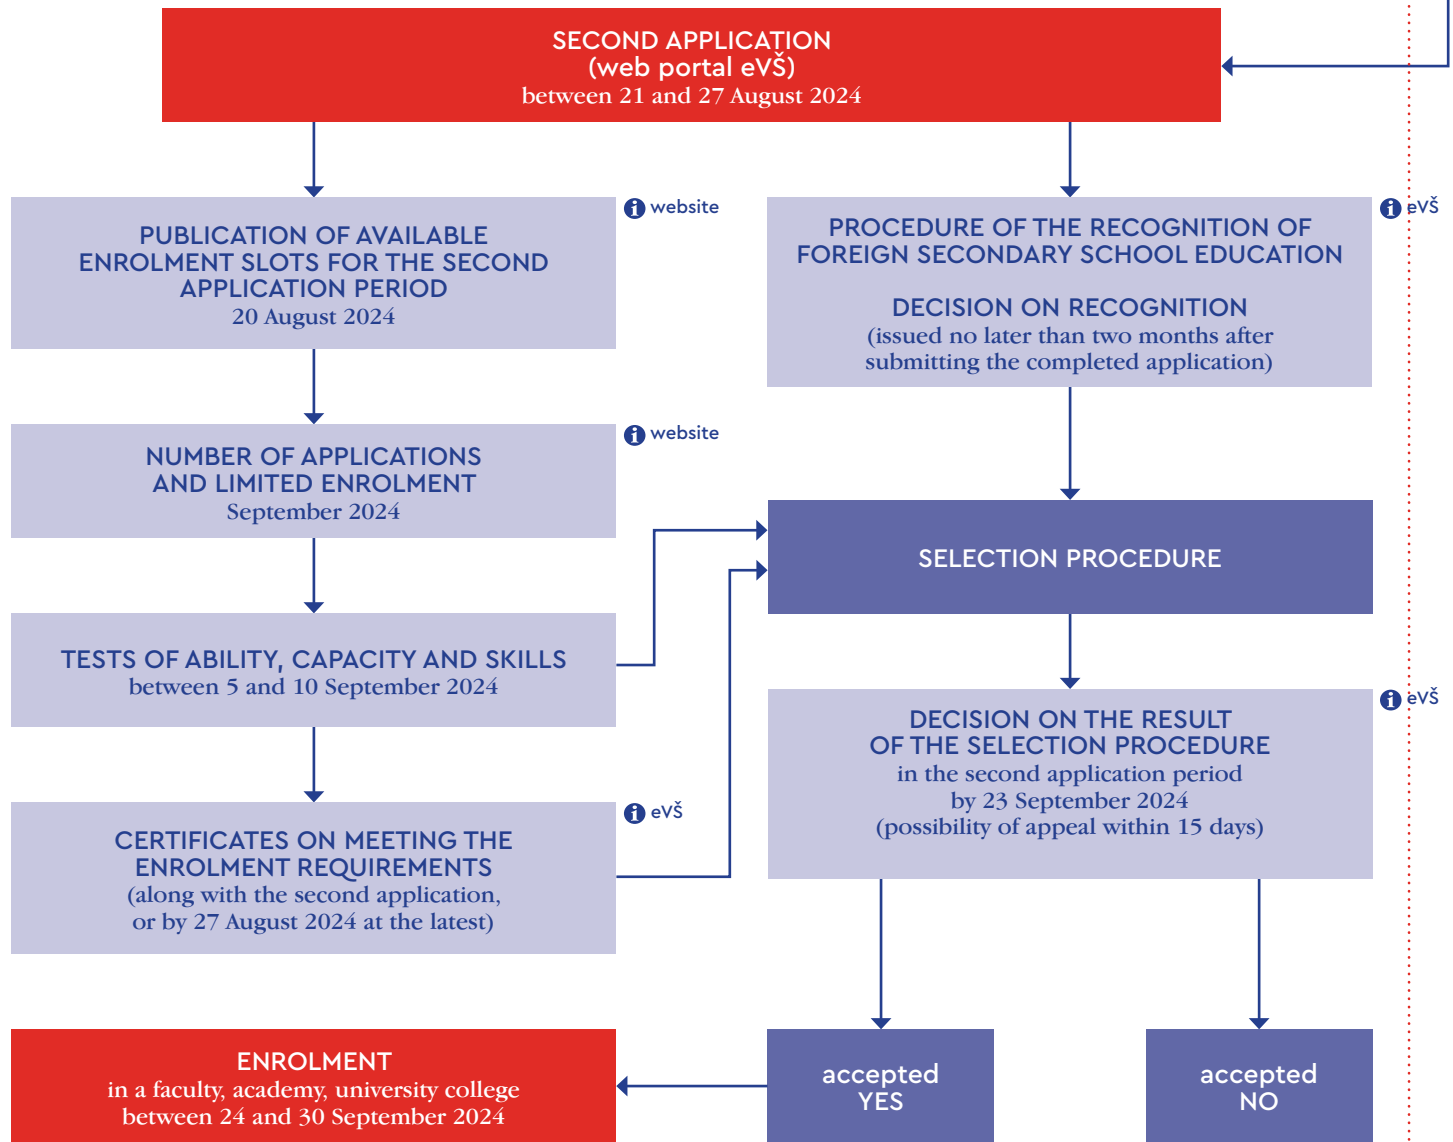 SECOND APPLICATION
(web portal eVŠ)
between 21 and 27 August 2024
website
PUBLICATION OF AVAILABLE
ENROLMENT SLOTS FOR THE SECOND
APPLICATION PERIOD
20 August 2024
website
NUMBER OF APPLICATIONS
AND LIMITED ENROLMENT
September 2024
TESTS OF ABILITY, CAPACITY AND SKILLS
between 5 and 10 September 2024
eVŠ
CERTIFICATES ON MEETING THE
ENROLMENT REQUIREMENTS
(along with the second application,
or by 27 August 2024 at the latest)
eVŠ
PROCEDURE OF THE RECOGNITION OF
FOREIGN SECONDARY SCHOOL EDUCATION
DECISION ON RECOGNITION
(issued no later than two months after
submitting the completed application)
SELECTION PROCEDURE
eVŠ
DECISION ON THE RESULT
OF THE SELECTION PROCEDURE
in the second application period
by 23 September 2024
(possibility of appeal within 15 days)
ENROLMENT
in a faculty, academy, university college
between 24 and 30 September 2024
accepted
YES
accepted
NO